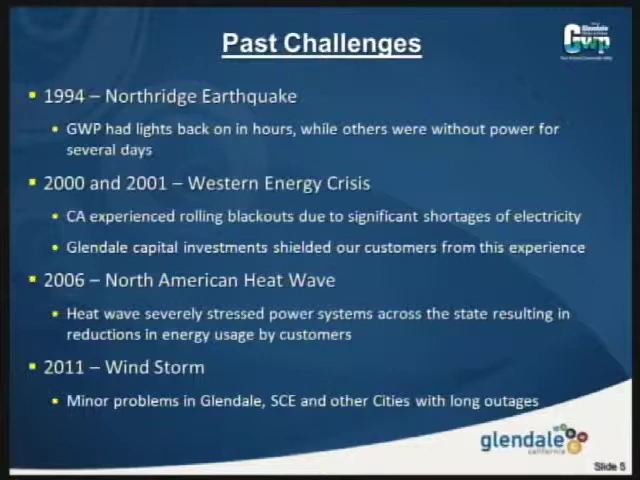 Past Challenges
Glendale
GWP
1994 – Northridge Earthquake
GWP had lights back on in hours, while others were without power for
several days
2000 and 2001 – Western Energy Crisis
CA experienced rolling blackouts due to significant shortages of electricity
Glendale capital investments shielded our customers from this experience
2006 – North American Heat Wave
Heat wave severely stressed power systems across the state resulting in
reductions in energy usage by customers
2011 – Wind Storm
Minor problems in Glendale, SCE and other Cities with long outages
glendale
california
Slide 5